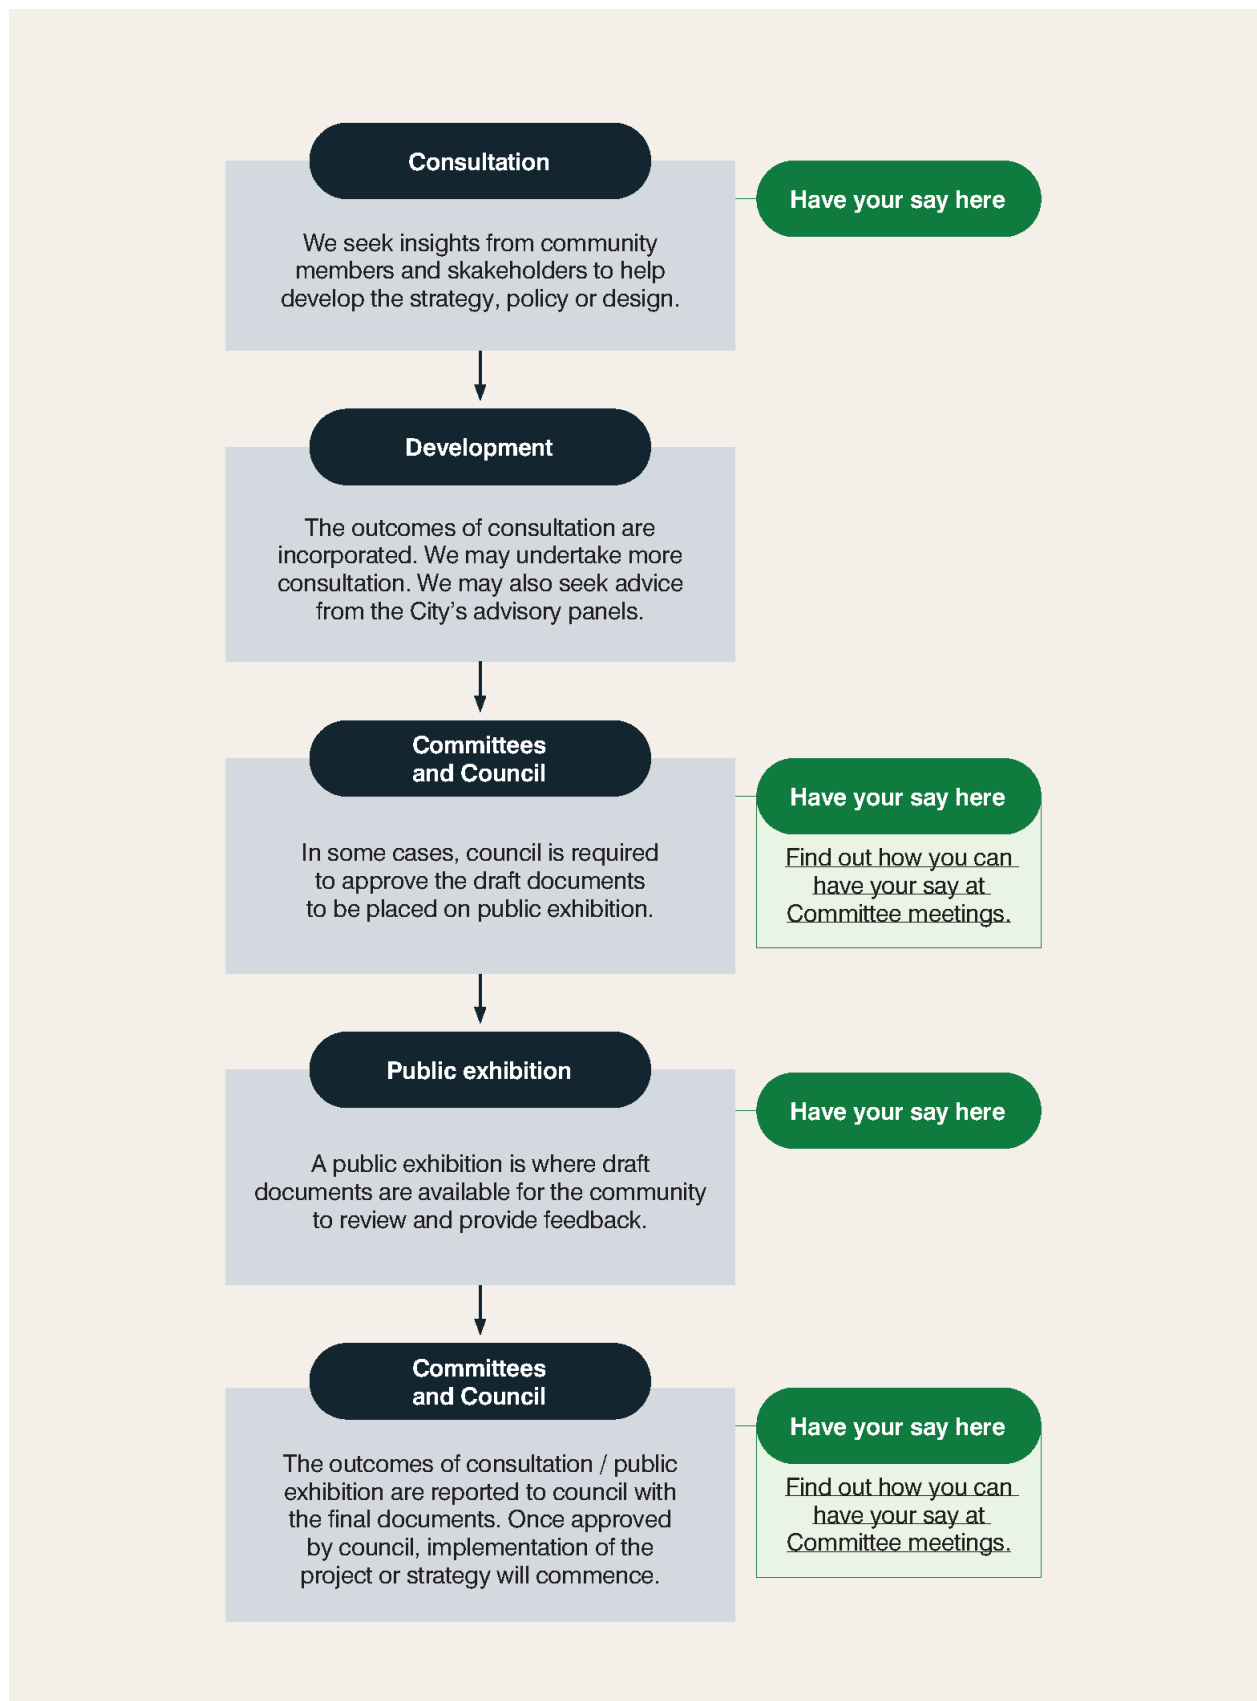 Consultation
Have your say here
We seek insights from community
members and skakeholders to help
develop the strategy, policy or design.
Development
The outcomes of consultation are
incorporated. We may undertake more
consultation. We may also seek advice
from the City's advisory panels.
Committees
and Council
Have your say here
In some cases, council is required
to approve the draft documents
to be placed on public exhibition.
Find out how you can
have your say at
Committee meetings.
Public exhibition
Have your say here
A public exhibition is where draft
documents are available for the community
to review and provide feedback.
Committees
and Council
Have your say here
The outcomes of consultation / public
exhibition are reported to council with
the final documents. Once approved
by council, implementation of the
project or strategy will commence.
Find out how you can
have your say at
Committee meetings.